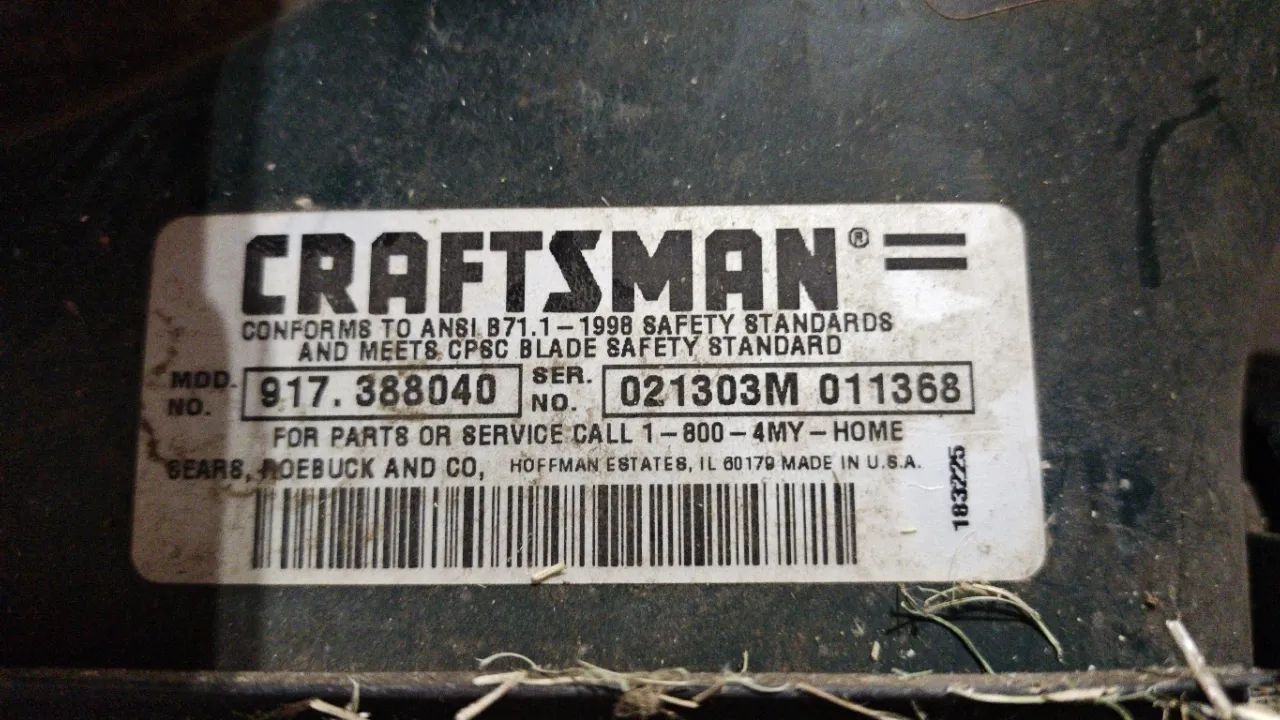 CRAFTSMAN®
CONFORMS TO ANSI B71.1-1998 SAFETY STANDARDS
AND MEETS CPSC BLADE SAFETY STANDARD
MOD. NO. 917.388040 SER. NO. 021303M 011368
FOR PARTS OR SERVICE CALL 1-800-4MY-HOME
SEARS, ROEBUCK AND CO, HOFFMAN ESTATES, IL 60179 MADE IN U.S.A.
183225